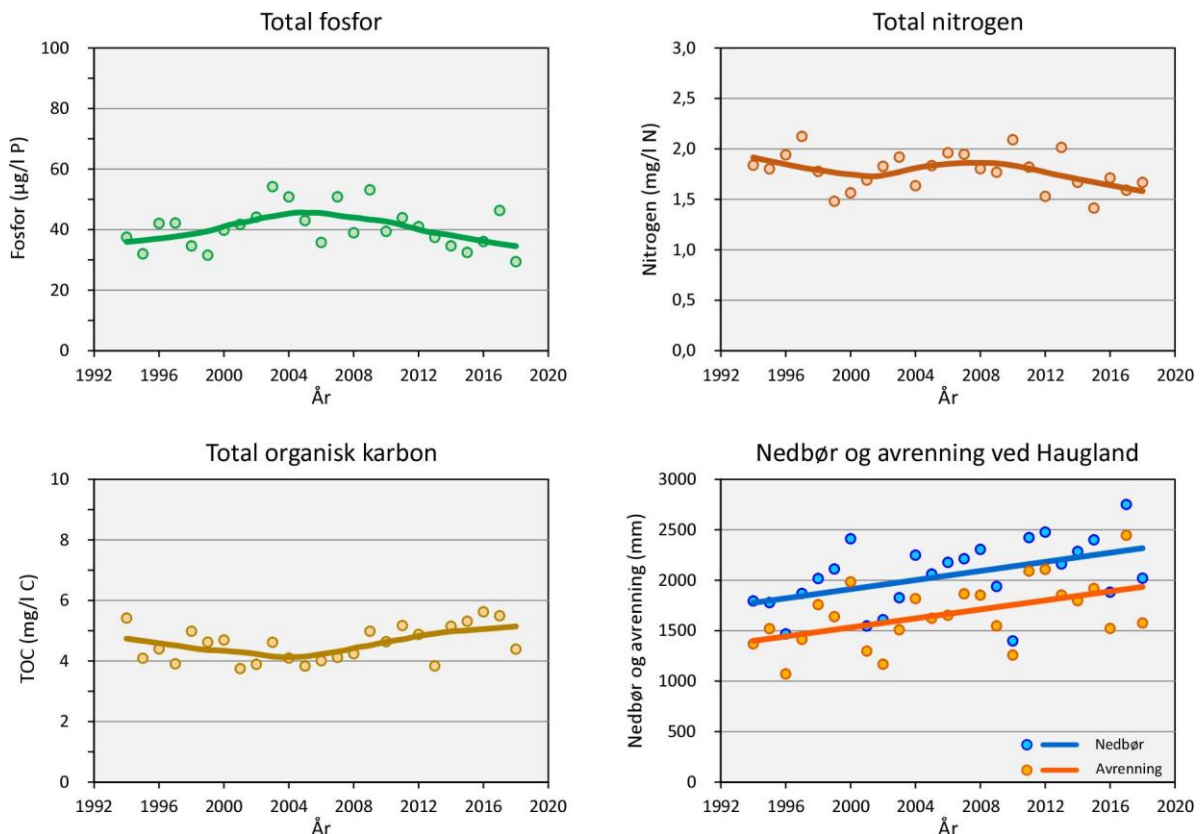 Total fosfor
100
80
60
40
20
0
Fosfor (µg/l P)
1992 1996 2000 2004 2008 2012 2016 2020
År
Total nitrogen
3,0
2,5
2,0
1,5
1,0
0,5
0,0
Nitrogen (mg/l N)
1992 1996 2000 2004 2008 2012 2016 2020
År
Total organisk karbon
10
8
6
4
2
0
TOC (mg/l C)
1992 1996 2000 2004 2008 2012 2016 2020
År
Nedbør og avrenning ved Haugland
3000
2500
2000
1500
1000
500
0
Nedbør og avrenning (mm)
Nedbør
Avrenning
1992 1996 2000 2004 2008 2012 2016 2020
År